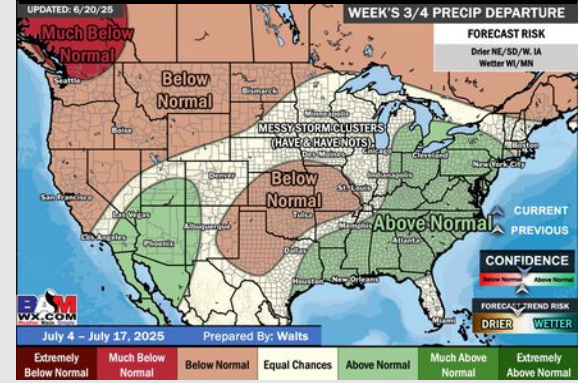 UPDATED: 6/20/25
WEEK'S 3/4 PRECIP DEPARTURE
FORECAST RISK
Drier NE/SD/W. IA
Wetter WI/MN
Much Below
Normal
Seattle
Below
Normal
Bismarck
Minneapolis
Boise
MESSY STORM CLUSTERS
(HAVE & HAVE NOTS)
Des Moines
Chicago
Cleveland
Boston
New York City
Denver
Below
Normal
St. Louis
Indianapolis
San Francisco
Las Vegas
Tulsa
Above Normal
CURRENT
PREVIOUS
Los Angeles
Phoenix
Albuquerque
Memphis
Atlanta
Dallas
CONFIDENCE
Below Normal
Above Normal
Houston
New Orleans
Miami
FORECAST TREND RISK
DRIER
WETTER
BAM
WX.COM
Weather Made Simple
July 4 – July 17, 2025
Prepared By: Walts
Extremely
Below Normal
Much Below
Normal
Below Normal
Equal Chances
Above Normal
Much Above
Normal
Extremely
Above Normal